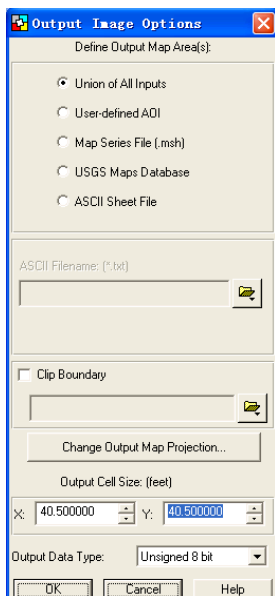 Output Image Options
Define Output Map Area(s):
Union of All Inputs
User-defined AOI
Map Series File (.msh)
USGS Maps Database
ASCII Sheet File
ASCII Filename: (*.txt)
Clip Boundary
Change Output Map Projection...
Output Cell Size: (feet)
X: 40.500000 Y: 40.500000
Output Data Type: Unsigned 8 bit
OK Cancel Help